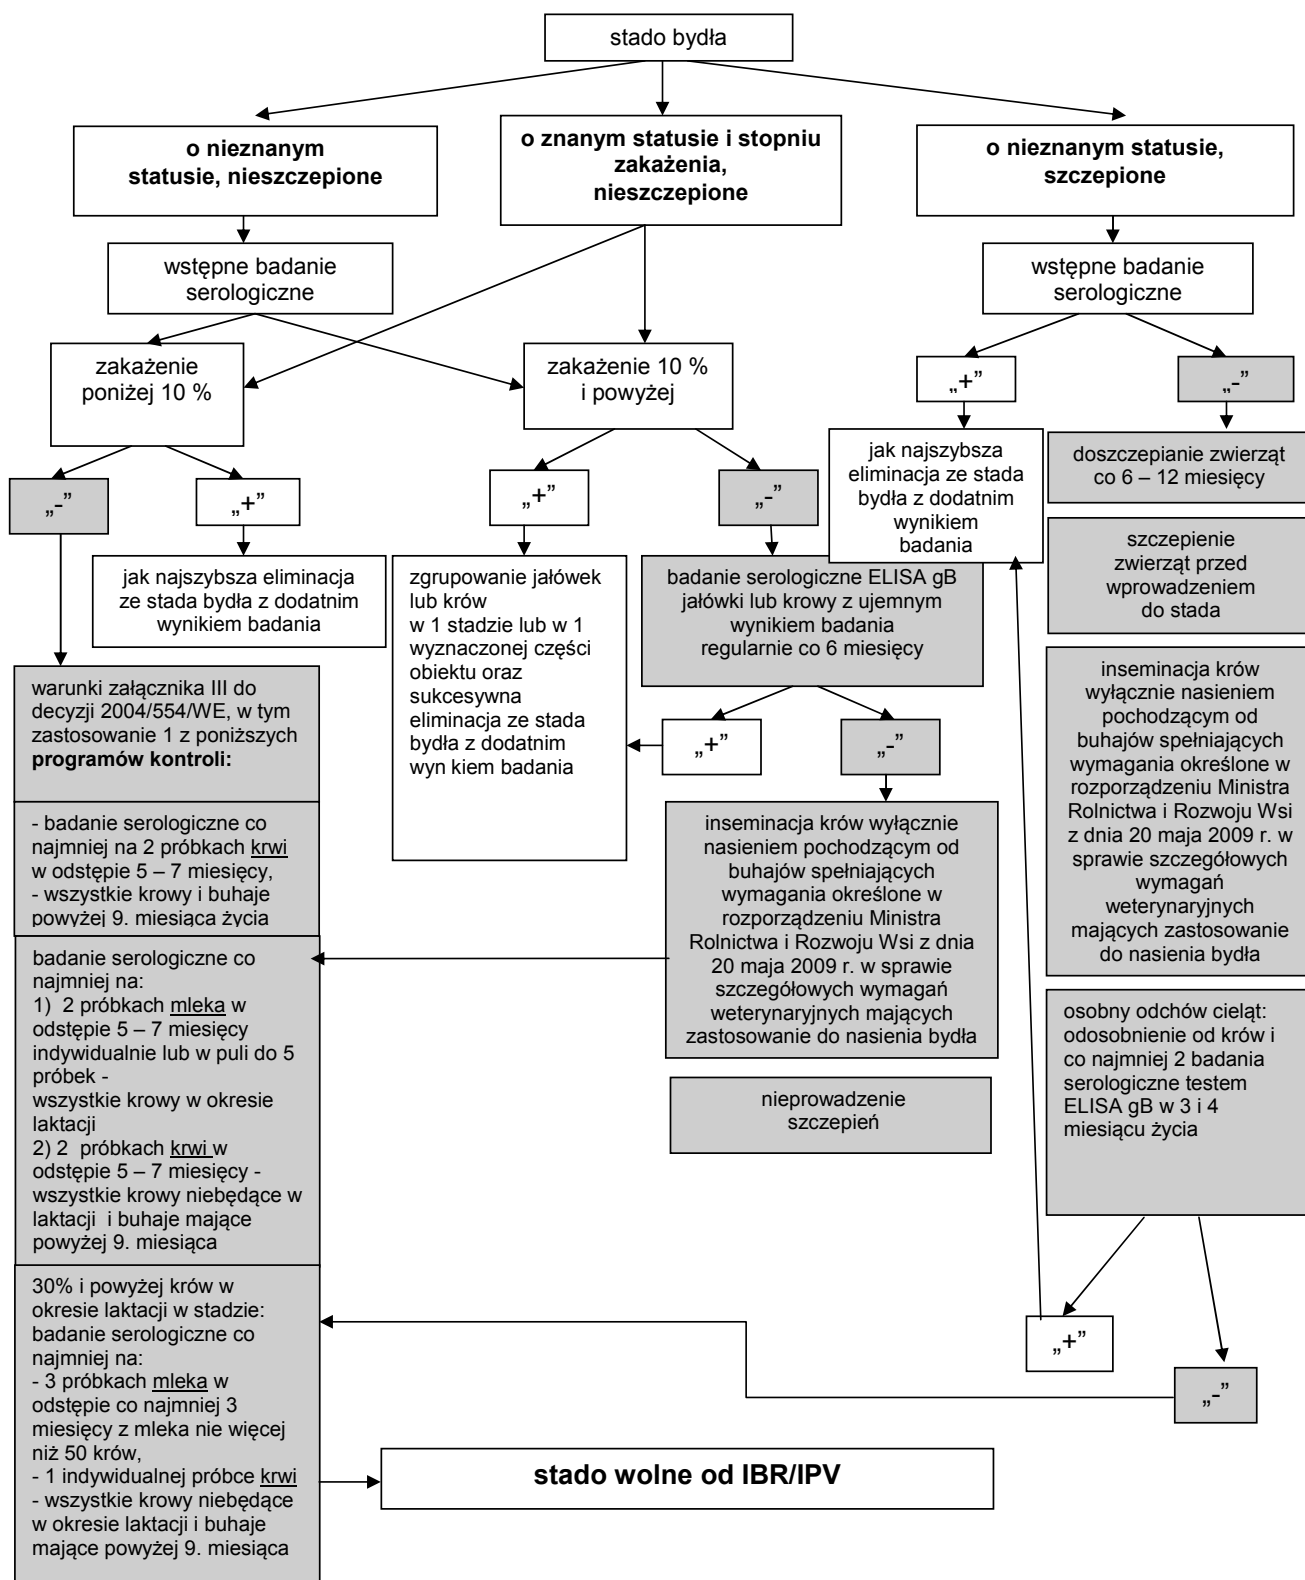 stado bydła
o nieznanym
statusie, nieszczepione
o znanym statusie i stopniu
zakażenia,
nieszczepione
o nieznanym statusie,
szczepione
wstępne badanie
serologiczne
wstępne badanie
serologiczne
zakażenie
poniżej 10 %
zakażenie 10 %
i powyżej
„+”
„-”
„-”
„+”
„+”
„-”
jak najszybsza
eliminacja ze stada
bydła z dodatnim
wynikiem
badania
doszczepianie zwierząt
co 6 – 12 miesięcy
jak najszybsza eliminacja
ze stada bydła z dodatnim
wynikiem badania
zgrupowanie jałówek
lub krów
w 1 stadzie lub w 1
wyznaczonej części
obiektu oraz
sukcesywna
eliminacja ze stada
bydła z dodatnim
wyn kiem badania
badanie serologiczne ELISA gB
jałówki lub krowy z ujemnym
wynikiem badania
regularnie co 6 miesięcy
szczepienie
zwierząt przed
wprowadzeniem
do stada
„+”
„-”
warunki załącznika III do
decyzji 2004/554/WE, w tym
zastosowanie 1 z poniższych
programów kontroli:
- badanie serologiczne co
najmniej na 2 próbkach krwi
w odstępie 5 – 7 miesięcy,
- wszystkie krowy i buhaje
powyżej 9. miesiąca życia
badanie serologiczne co
najmniej na:
1) 2 próbkach mleka w
odstępie 5 – 7 miesięcy
indywidualnie lub w puli do 5
próbek -
wszystkie krowy w okresie
laktacji
2) 2 próbkach krwi w
odstępie 5 – 7 miesięcy -
wszystkie krowy niebędące w
laktacji i buhaje mające
powyżej 9. miesiąca
30% i powyżej krów w
okresie laktacji w stadzie:
badanie serologiczne co
najmniej na:
- 3 próbkach mleka w
odstępie co najmniej 3
miesięcy z mleka nie więcej
niż 50 krów,
- 1 indywidualnej próbce krwi
- wszystkie krowy niebędące
w okresie laktacji i buhaje
mające powyżej 9. miesiąca
inseminacja krów wyłącznie
nasieniem pochodzącym od
buhajów spełniających
wymagania określone w
rozporządzeniu Ministra
Rolnictwa i Rozwoju Wsi z dnia
20 maja 2009 r. w sprawie
szczegółowych wymagań
weterynaryjnych mających
zastosowanie do nasienia bydła
nieprowadzenie
szczepień
inseminacja krów
wyłącznie nasieniem
pochodzącym od
buhajów spełniających
wymagania określone w
rozporządzeniu Ministra
Rolnictwa i Rozwoju Wsi
z dnia 20 maja 2009 r. w
sprawie szczegółowych
wymagań
weterynaryjnych
mających zastosowanie
do nasienia bydła
osobny odchów cieląt:
odosobnienie od krów i
co najmniej 2 badania
serologiczne testem
ELISA gB w 3 i 4
miesiącu życia
„+”
„-”
stado wolne od IBR/IPV